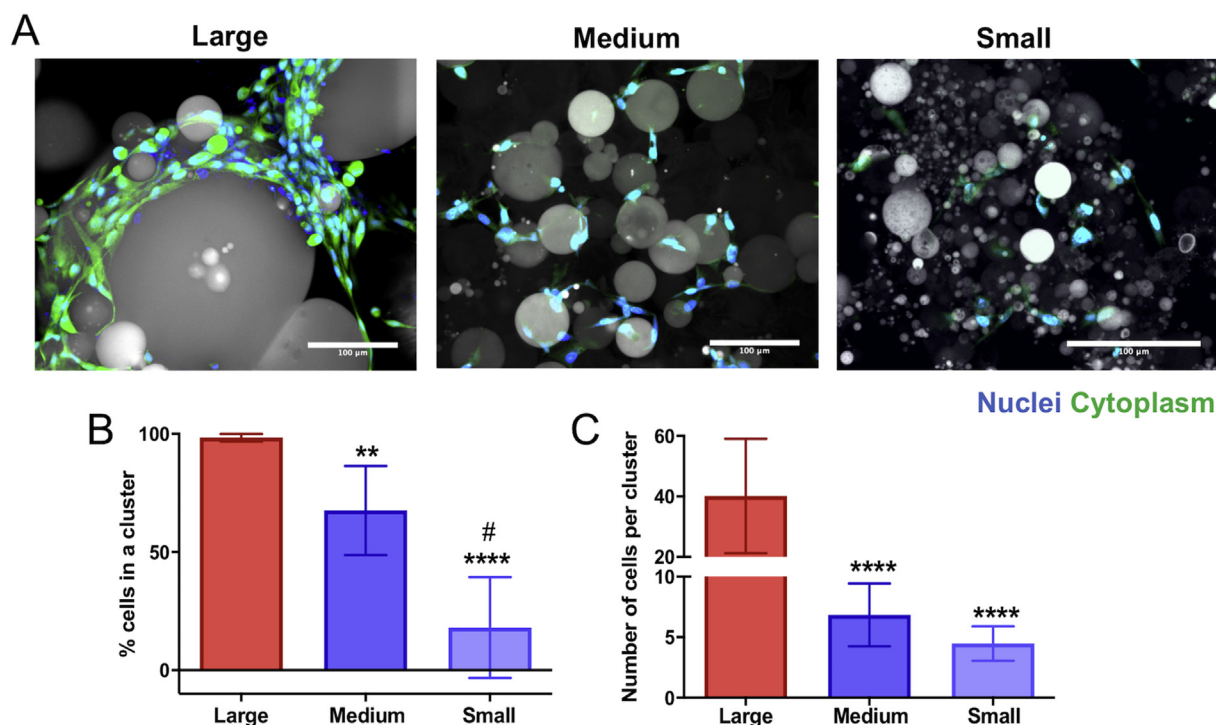 A
Large
Medium
Small
100 μm
100 μm
100 μm
Nuclei Cytoplasm
B
% cells in a cluster
100
50
0
**
#
****
Large
Medium
Small
C
Number of cells per cluster
60
40
20
10
5
0
****
****
Large
Medium
Small